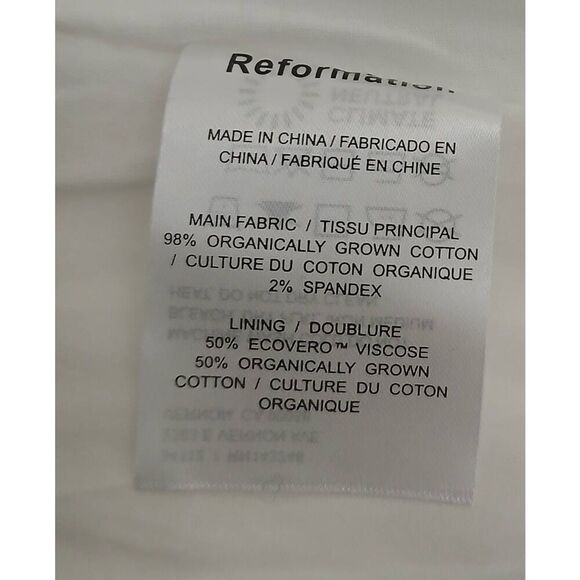 Reformation
MADE IN CHINA / FABRICADO EN
CHINA / FABRIQUÉ EN CHINE
MAIN FABRIC / TISSU PRINCIPAL
98% ORGANICALLY GROWN COTTON
/ CULTURE DU COTON ORGANIQUE
2% SPANDEX
LINING / DOUBLURE
50% ECOVERO™ VISCOSE
50% ORGANICALLY GROWN
COTTON / CULTURE DU COTON
ORGANIQUE